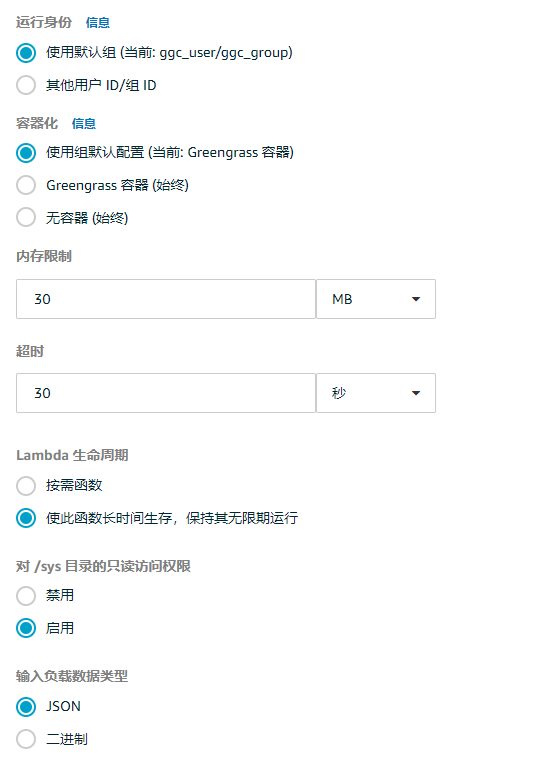 运行身份 信息
使用默认组 (当前: ggc_user/ggc_group)
其他用户 ID/组 ID
容器化 信息
使用组默认配置 (当前: Greengrass 容器)
Greengrass 容器 (始终)
无容器 (始终)
内存限制
30 MB
超时
30 秒
Lambda 生命周期
按需函数
使此函数长时间生存，保持其无限期运行
对 /sys 目录的只读访问权限
禁用
启用
输入负载数据类型
JSON
二进制